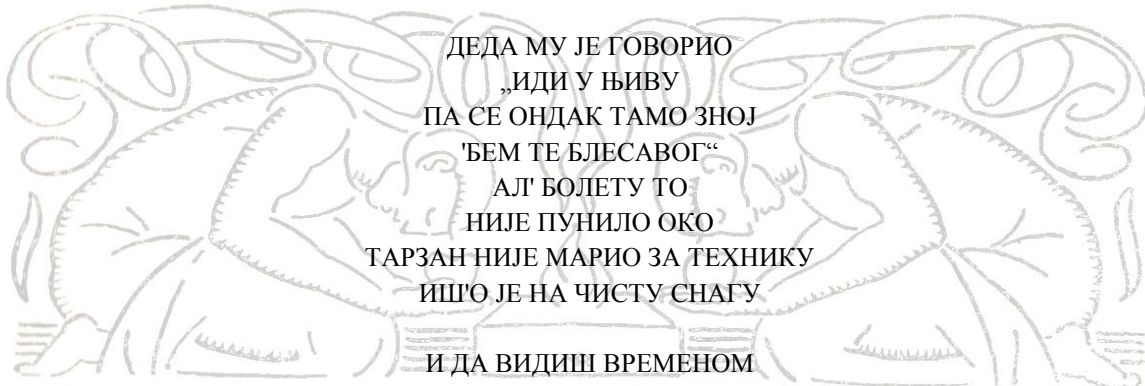 ДЕДА МУ ЈЕ ГОВОРИО
„ИДИ У ЊИВУ
ПА СЕ ОНДАК ТАМО ЗНОЈ
'БЕМ ТЕ БЛЕСАВОГ“
АЛ' БОЛЕТУ ТО
НИЈЕ ПУНИЛО ОКО
ТАРЗАН НИЈЕ МАРИО ЗА ТЕХНИКУ
ИШ'О ЈЕ НА ЧИСТУ СНАГУ
И ДА ВИДИШ ВРЕМЕНОМ